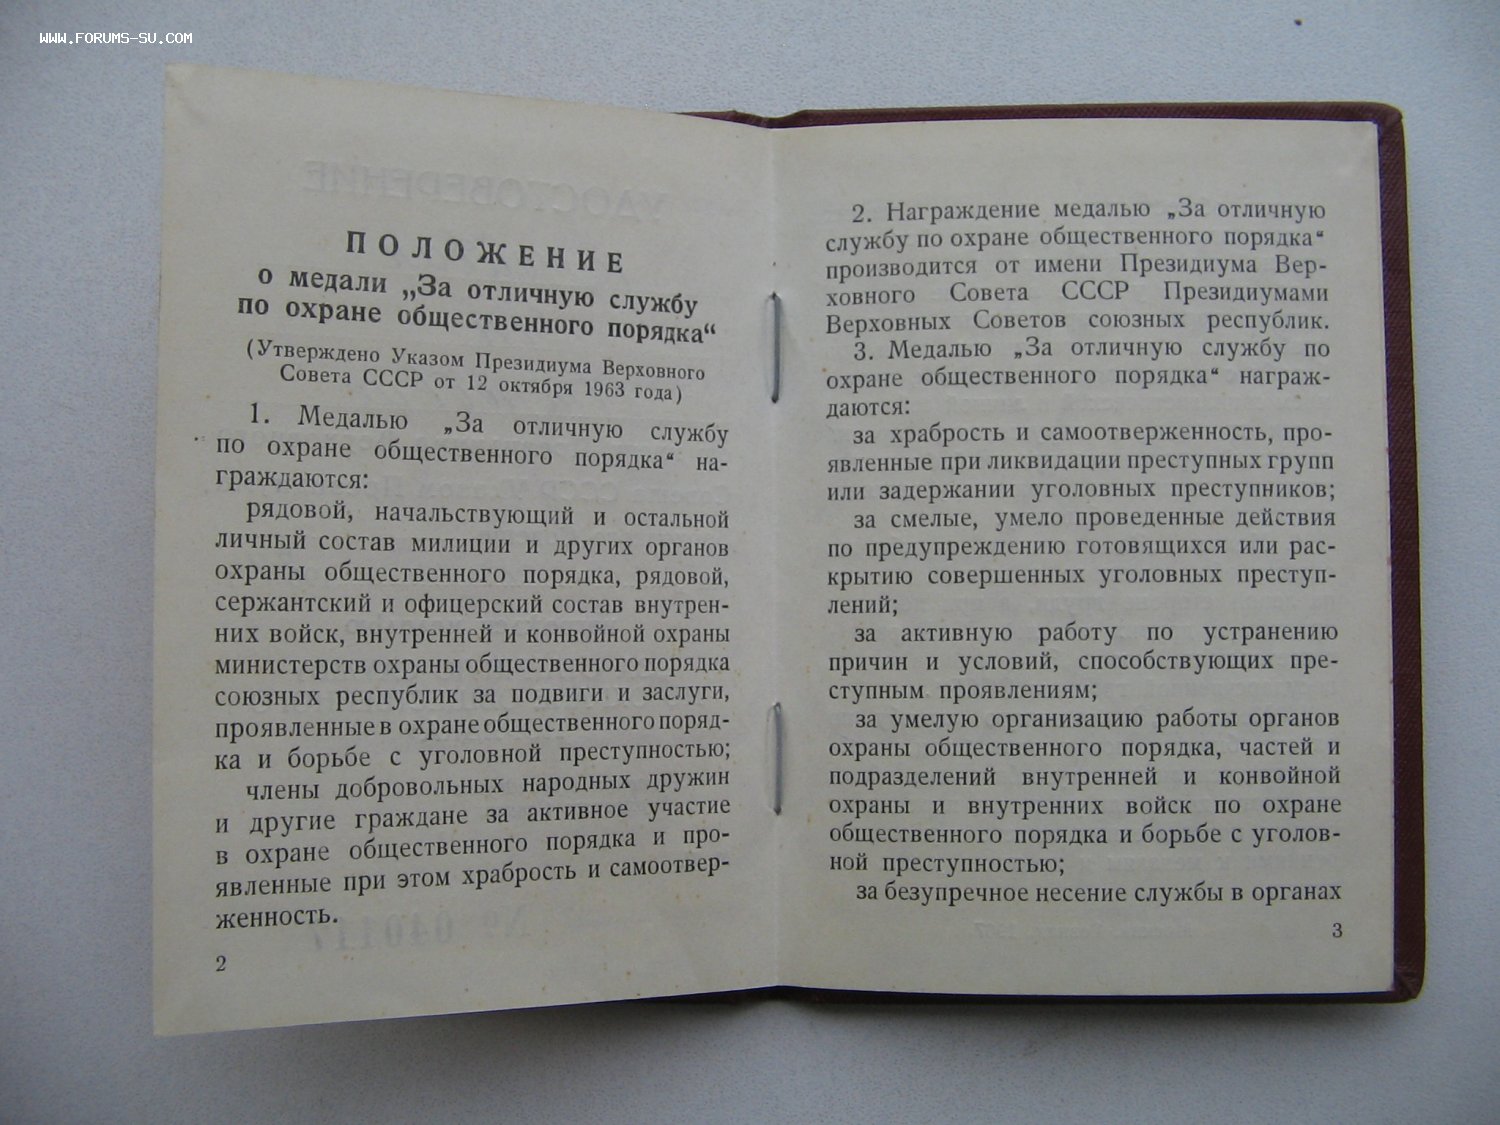 WWW.FORUMS-SU.COM
ПОЛОЖЕНИЕ
о медали „За отличную службу
по охране общественного порядка“
(Утверждено Указом Президиума Верховного
Совета СССР от 12 октября 1963 года)
1. Медалью „За отличную службу
по охране общественного порядка“ на-
граждаются:
рядовой, начальствующий и остальной
личный состав милиции и других органов
охраны общественного порядка, рядовой,
сержантский и офицерский состав внутрен-
них войск, внутренней и конвойной охраны
министерств охраны общественного порядка
союзных республик за подвиги и заслуги,
проявленные в охране общественного поряд-
ка и борьбе с уголовной преступностью;
члены добровольных народных дружин
и другие граждане за активное участие
в охране общественного порядка и про-
явленные при этом храбрость и самоотвер-
женность.
2
2. Награждение медалью „За отличную
службу по охране общественного порядка“
производится от имени Президиума Вер-
ховного Совета СССР Президиумами
Верховных Советов союзных республик.
3. Медалью „За отличную службу по
охране общественного порядка“ награж-
даются:
за храбрость и самоотверженность, про-
явленные при ликвидации преступных групп
или задержании уголовных преступников;
за смелые, умело проведенные действия
по предупреждению готовящихся или рас-
крытию совершенных уголовных преступ-
лений;
за активную работу по устранению
причин и условий, способствующих пре-
ступным проявлениям;
за умелую организацию работы органов
охраны общественного порядка, частей и
подразделений внутренней и конвойной
охраны и внутренних войск по охране
общественного порядка и борьбе с уголов-
ной преступностью;
за безупречное несение службы в органах
3